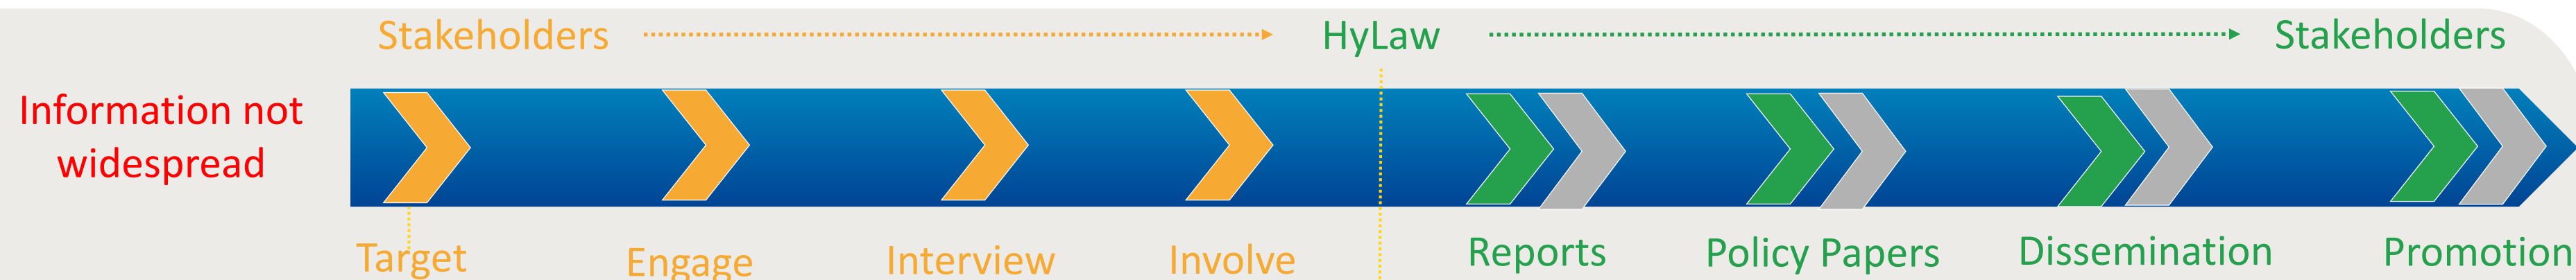 Stakeholders
HyLaw
Stakeholders
Information not
widespread
Target
Engage
Interview
Involve
Reports
Policy Papers
Dissemination
Promotion